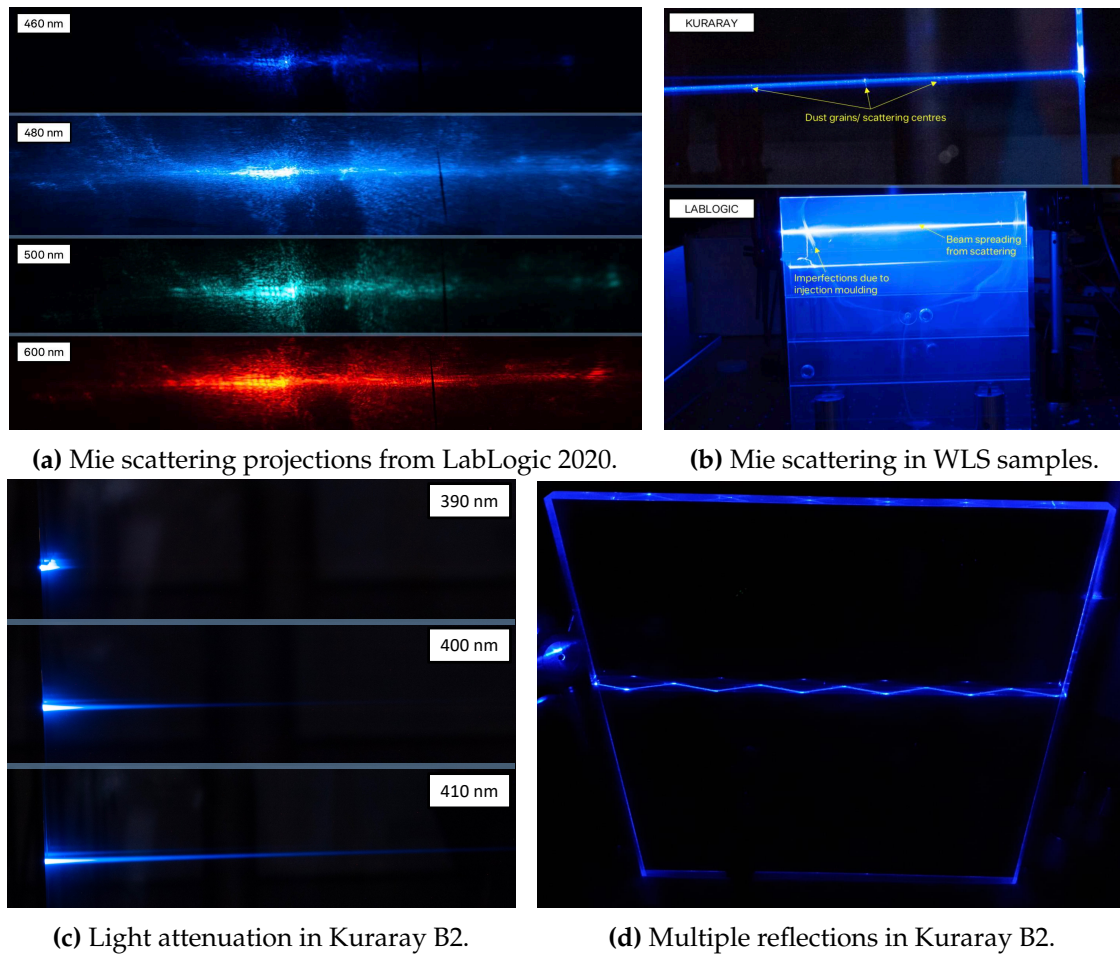 460 nm
480 nm
500 nm
600 nm
KURARAY
Dust grains/ scattering centres
LABLOGIC
Beam spreading
from scattering
Imperfections due to
injection moulding
(a) Mie scattering projections from LabLogic 2020.
(b) Mie scattering in WLS samples.
390 nm
400 nm
410 nm
(c) Light attenuation in Kuraray B2.
(d) Multiple reflections in Kuraray B2.